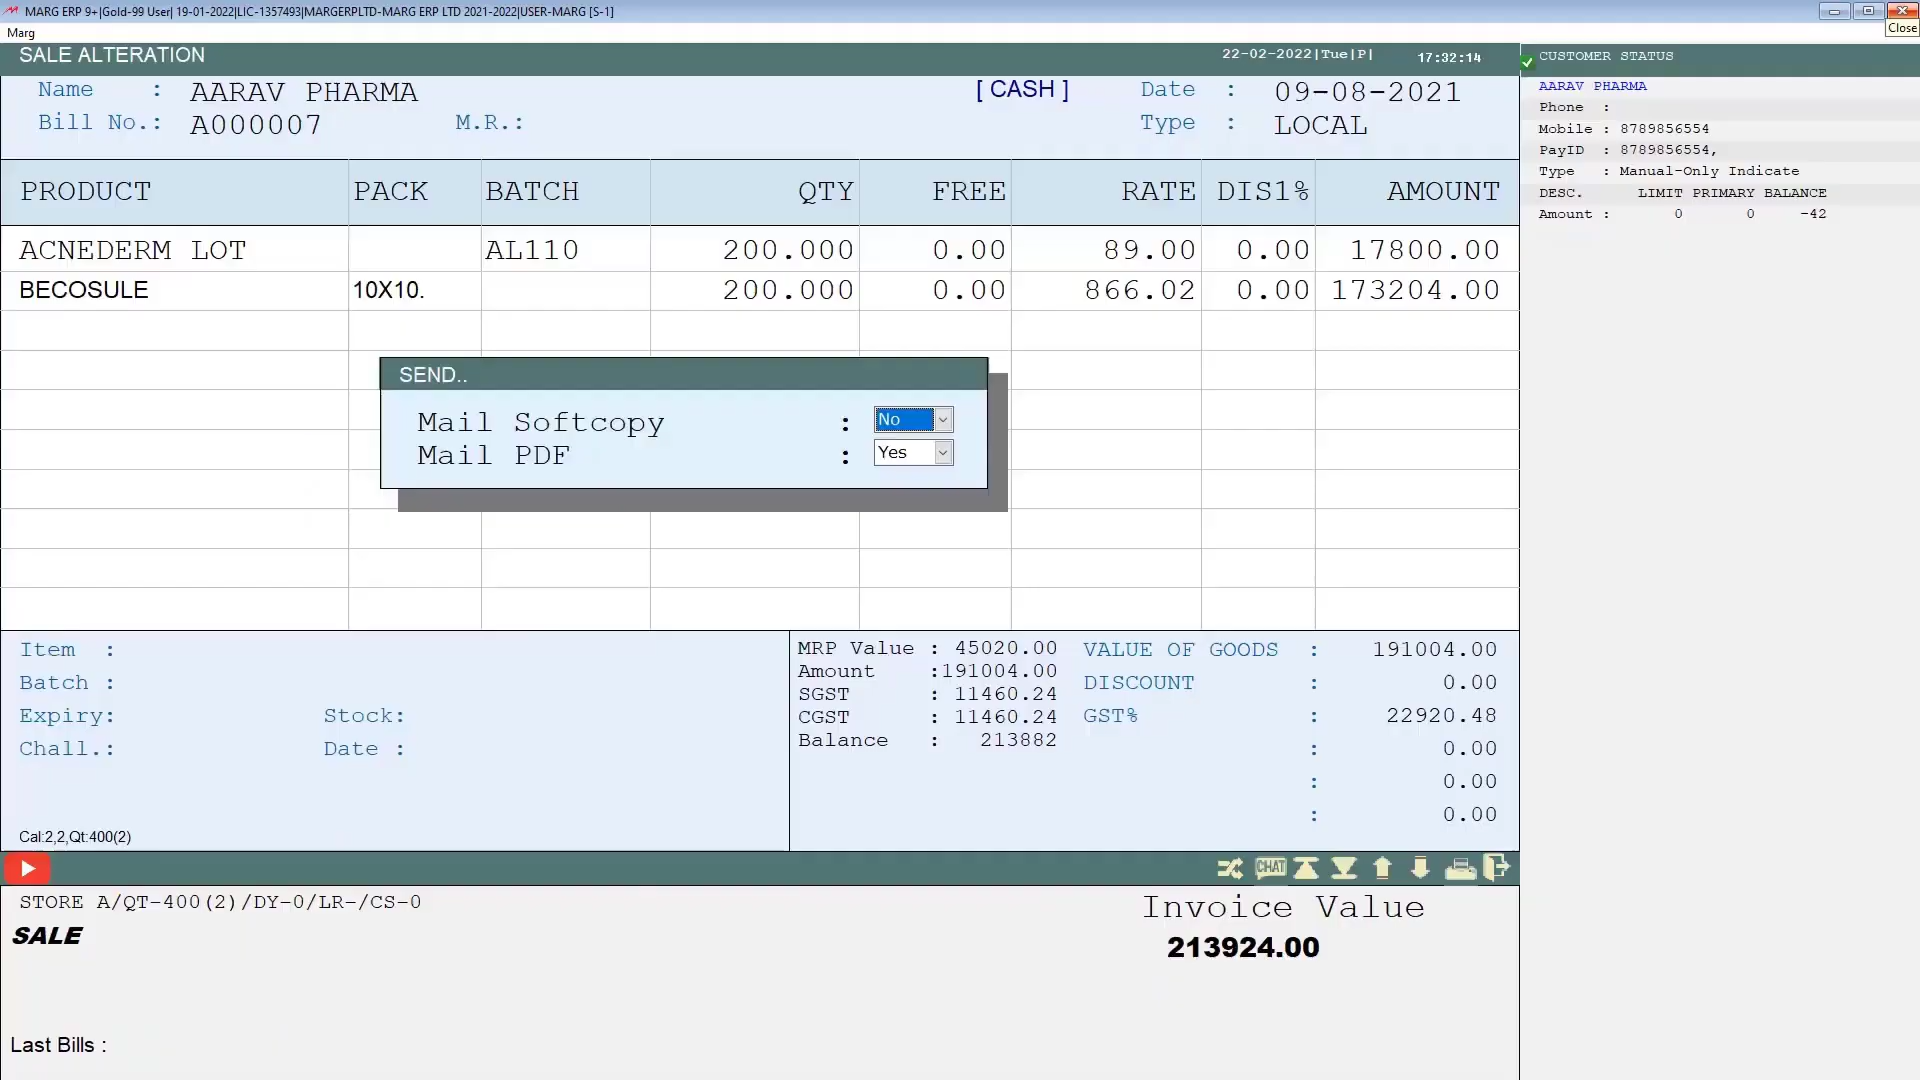 MARG ERP 9+|Gold-99 User| 19-01-2022|LIC-1357493|MARGERPLTD-MARG ERP LTD 2021-2022|USER-MARG [S-1]
Close
Marg
SALE ALTERATION 22-02-2022|Tue|P| 17:32:14
Name : AARAV PHARMA [ CASH ] Date : 09-08-2021
Bill No.: A000007 M.R.: Type : LOCAL
PRODUCT PACK BATCH QTY FREE RATE DIS1% AMOUNT
ACNEDERM LOT AL110 200.000 0.00 89.00 0.00 17800.00
BECOSULE 10X10. 200.000 0.00 866.02 0.00 173204.00
SEND..
Mail Softcopy : No
Mail PDF : Yes
Item :
Batch :
Expiry: Stock:
Chall.: Date :
Cal:2,2,Qt:400(2)
MRP Value : 45020.00
Amount :191004.00
SGST : 11460.24
CGST : 11460.24
Balance : 213882
VALUE OF GOODS : 191004.00
DISCOUNT : 0.00
GST% : 22920.48
: 0.00
: 0.00
: 0.00
CHAT
STORE A/QT-400(2)/DY-0/LR-/CS-0
SALE
Invoice Value
213924.00
Last Bills :
CUSTOMER STATUS
AARAV PHARMA
Phone :
Mobile : 8789856554
PayID : 8789856554,
Type : Manual-Only Indicate
DESC. LIMIT PRIMARY BALANCE
Amount : 0 0 -42